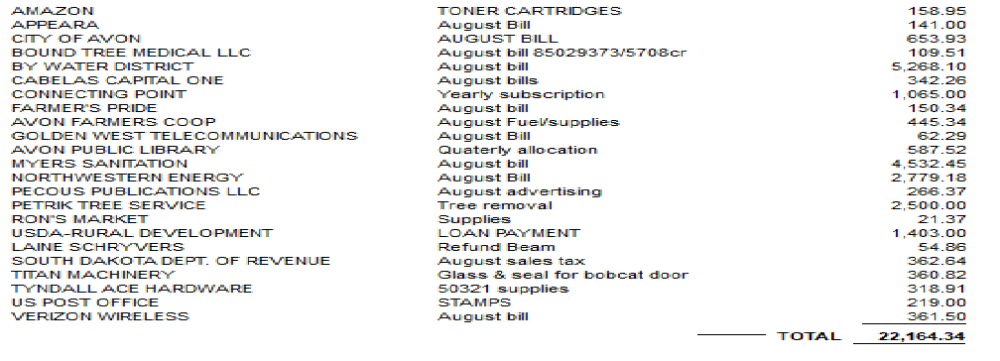 AMAZON TONER CARTRIDGES 158.95
APPEARA August Bill 141.00
CITY OF AVON AUGUST BILL 653.93
BOUND TREE MEDICAL LLC August bill 85029373/5708cr 109.51
BY WATER DISTRICT August bill 5,268.10
CABELAS CAPITAL ONE August bills 342.26
CONNECTING POINT Yearly subscription 1,065.00
FARMER'S PRIDE August bill 150.34
AVON FARMERS COOP August Fuel/supplies 445.34
GOLDEN WEST TELECOMMUNICATIONS August Bill 62.29
AVON PUBLIC LIBRARY Quaterly allocation 587.52
MYERS SANITATION August bill 4,532.45
NORTHWESTERN ENERGY August Bill 2,779.18
PECOUS PUBLICATIONS LLC August advertising 266.37
PETRIK TREE SERVICE Tree removal 2,500.00
RON'S MARKET Supplies 21.37
USDA-RURAL DEVELOPMENT LOAN PAYMENT 1,403.00
LAINE SCHRYVERS Refund Beam 54.86
SOUTH DAKOTA DEPT. OF REVENUE August sales tax 362.64
TITAN MACHINERY Glass & seal for bobcat door 360.82
TYNDALL ACE HARDWARE 50321 supplies 318.91
US POST OFFICE STAMPS 219.00
VERIZON WIRELESS August bill 361.50
TOTAL 22,164.34